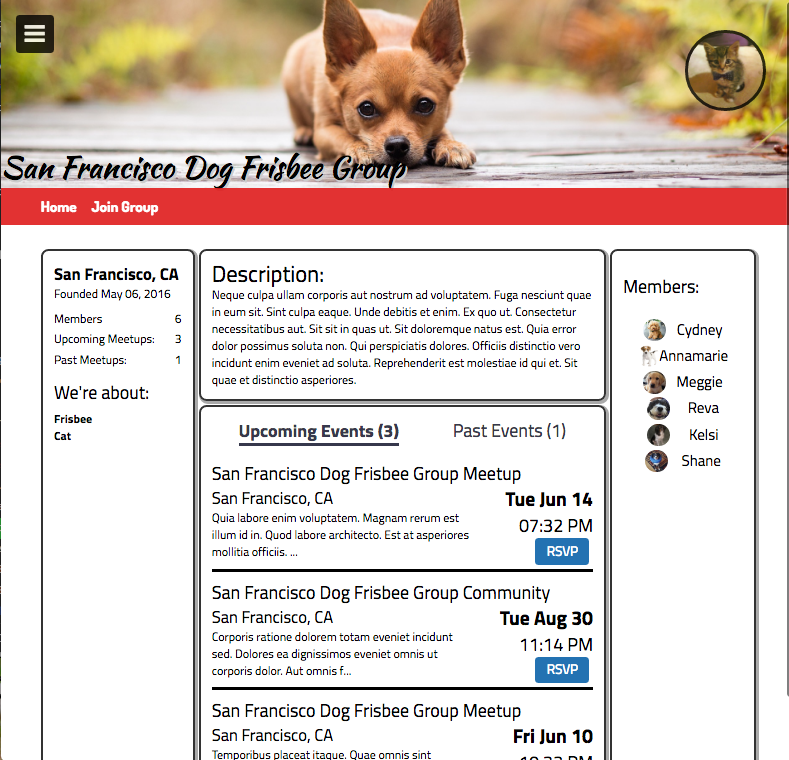 San Francisco Dog Frisbee Group
Home Join Group
San Francisco, CA
Founded May 06, 2016
Members 6
Upcoming Meetups: 3
Past Meetups: 1
We're about:
Frisbee
Cat
Description:
Neque culpa ullam corporis aut nostrum ad voluptatem. Fuga nesciunt quae
in eum sit. Sint culpa eaque. Unde debitis et enim. Ex quo ut. Consectetur
necessitatibus aut. Sit sit in quas ut. Sit doloremque natus est. Quia error
dolor possimus soluta non. Qui perspiciatis dolores. Officiis distinctio vero
incidunt enim eveniet ad soluta. Reprehenderit est molestiae id qui et. Sit
quae et distinctio asperiores.
Upcoming Events (3) Past Events (1)
San Francisco Dog Frisbee Group Meetup
San Francisco, CA
Quia labore enim voluptatem. Magnam rerum est
illum id in. Quod labore architecto. Est at asperiores
mollitia officiis. ...
Tue Jun 14
07:32 PM
RSVP
San Francisco Dog Frisbee Group Community
San Francisco, CA
Corporis ratione dolorem totam eveniet incidunt
sed. Dolores ea dignissimos eveniet omnis ut
corporis dolor. Aut omnis f...
Tue Aug 30
11:14 PM
RSVP
San Francisco Dog Frisbee Group Meetup
San Francisco, CA
Temporibus placeat itaque. Quae omnis sint
Fri Jun 10
Members:
Cydney
Annamarie
Meggie
Reva
Kelsi
Shane